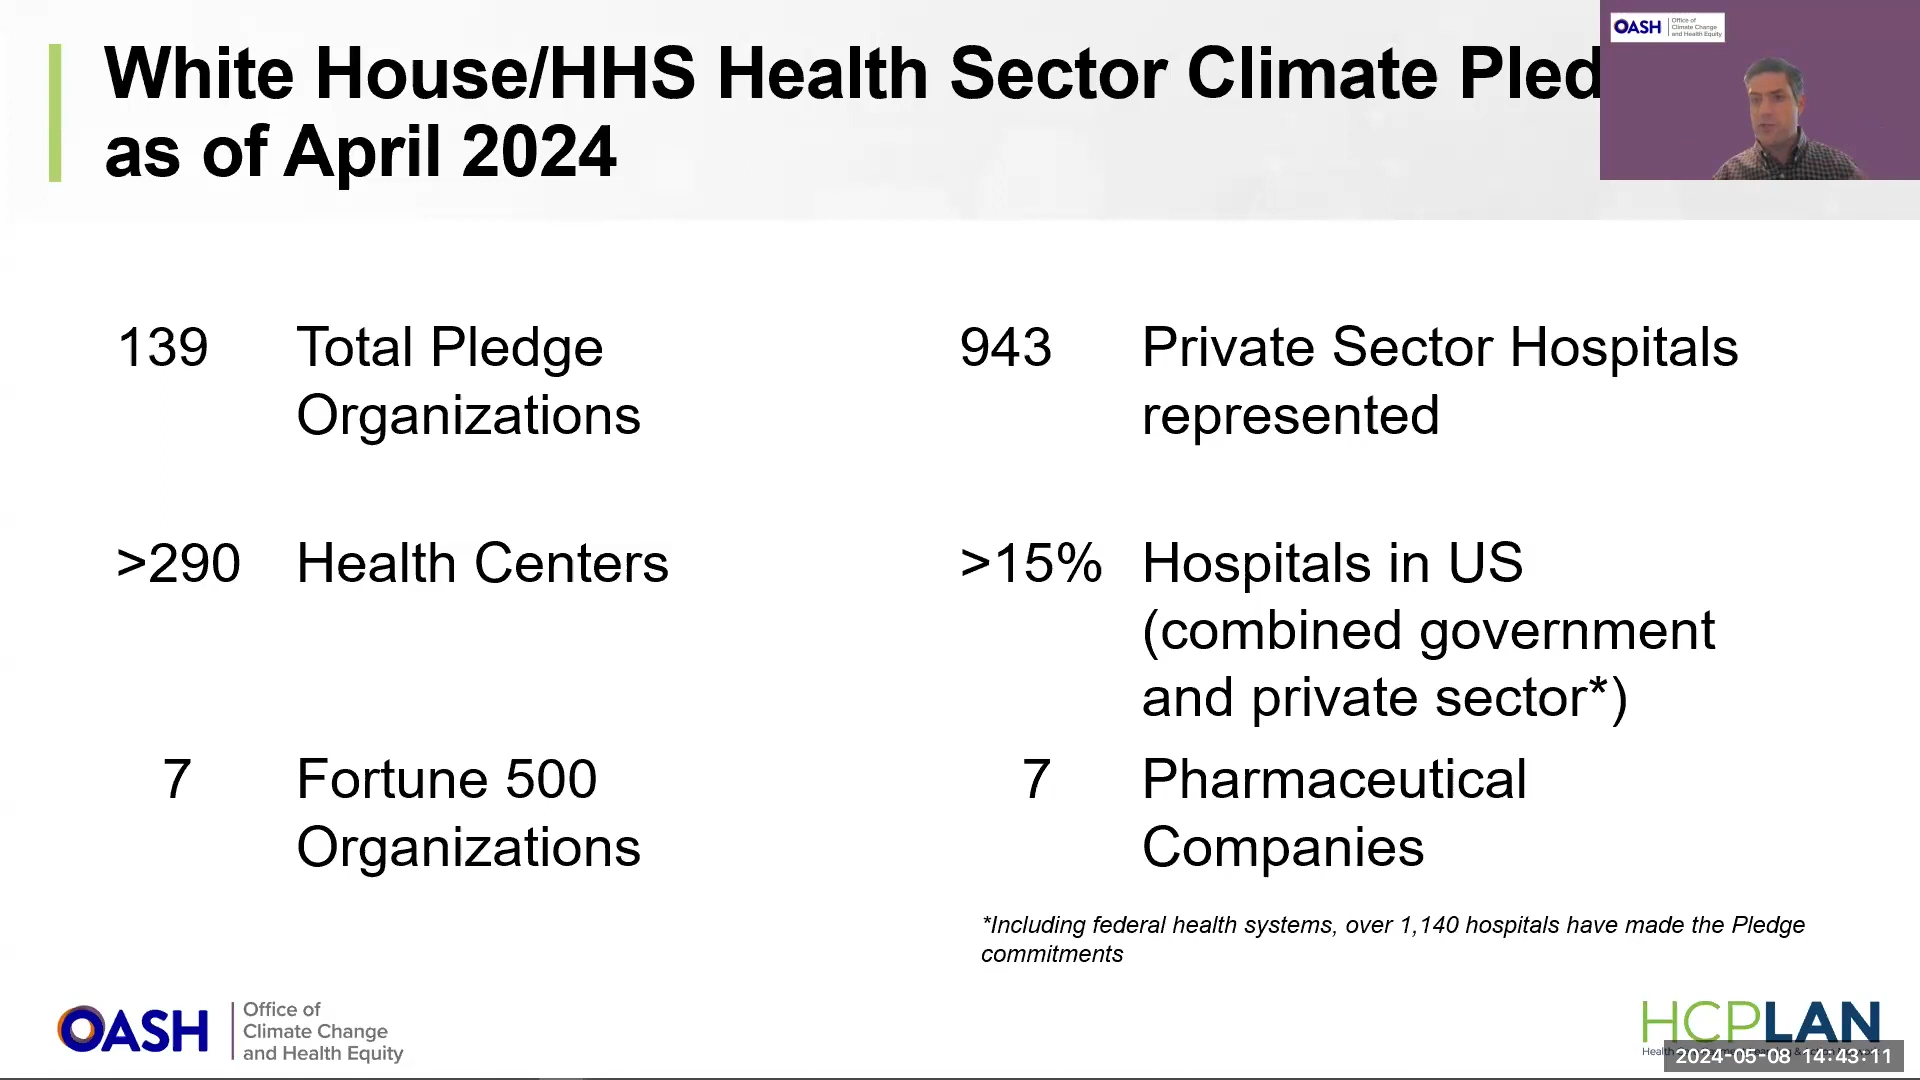 White House/HHS Health Sector Climate Pled
as of April 2024
OASH
Office of
Climate Change
and Health Equity
139 Total Pledge
Organizations
943 Private Sector Hospitals
represented
>290 Health Centers
>15% Hospitals in US
(combined government
and private sector*)
7 Fortune 500
Organizations
7 Pharmaceutical
Companies
*Including federal health systems, over 1,140 hospitals have made the Pledge
commitments
OASH
Office of
Climate Change
and Health Equity
HCPLAN
Health
2024-05-08 14:43:11